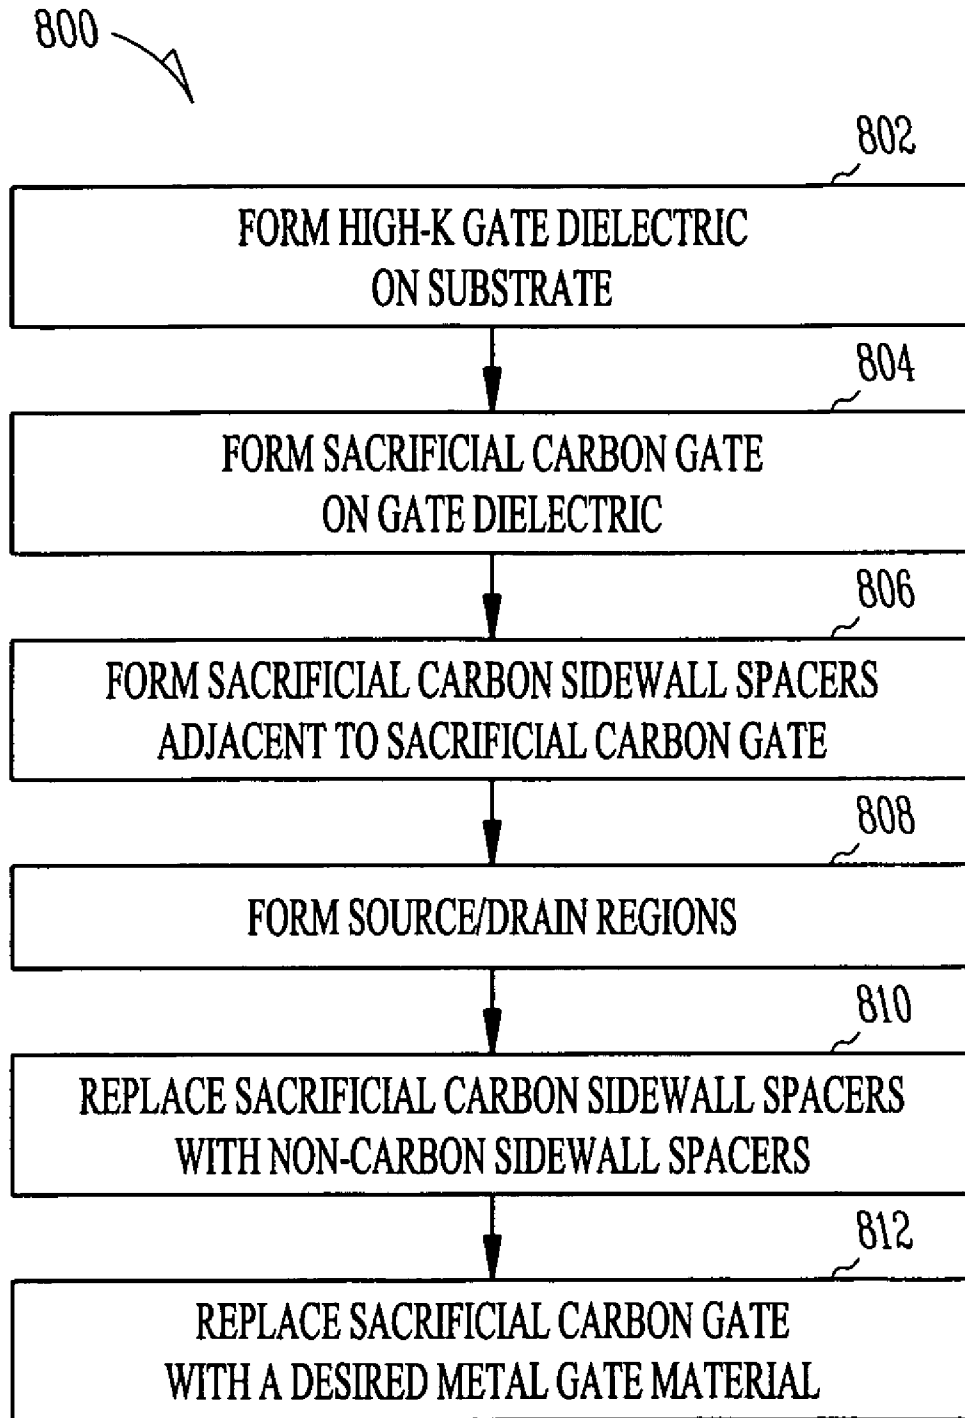 800
802
FORM HIGH-K GATE DIELECTRIC
ON SUBSTRATE
804
FORM SACRIFICIAL CARBON GATE
ON GATE DIELECTRIC
806
FORM SACRIFICIAL CARBON SIDEWALL SPACERS
ADJACENT TO SACRIFICIAL CARBON GATE
808
FORM SOURCE/DRAIN REGIONS
810
REPLACE SACRIFICIAL CARBON SIDEWALL SPACERS
WITH NON-CARBON SIDEWALL SPACERS
812
REPLACE SACRIFICIAL CARBON GATE
WITH A DESIRED METAL GATE MATERIAL